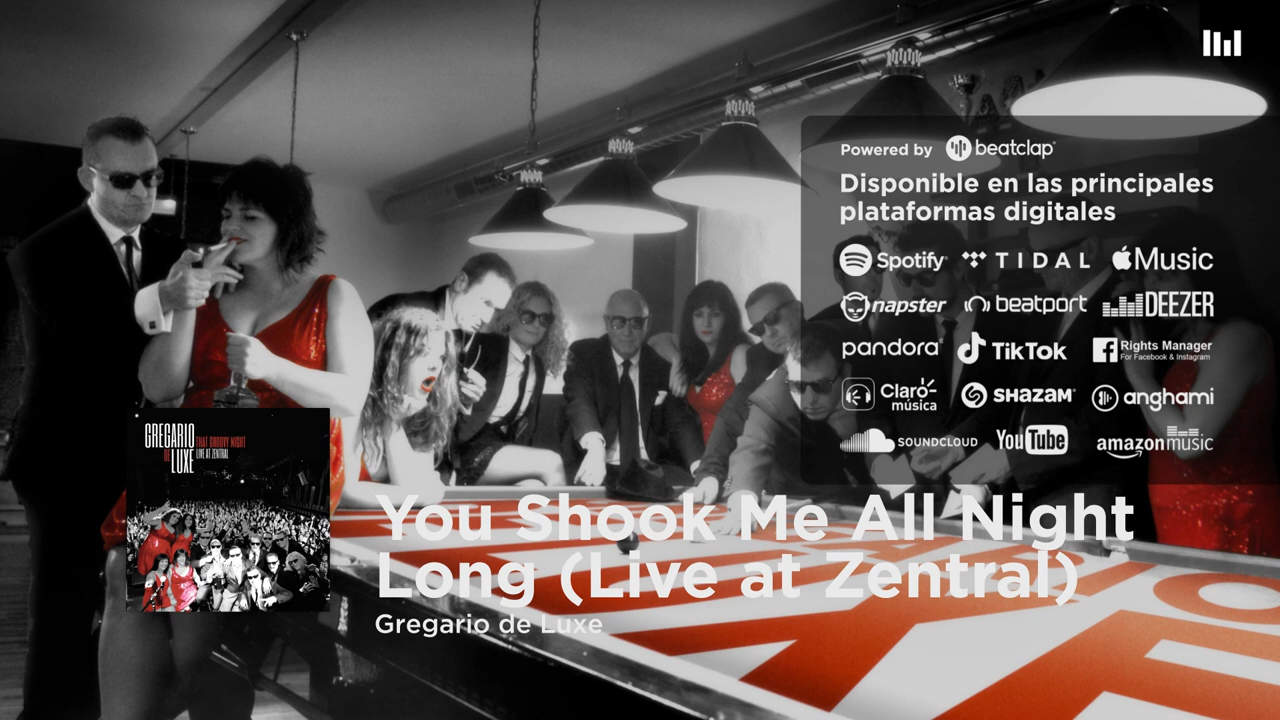 Powered by beatclap
Disponible en las principales
plataformas digitales
Spotify TIDAL Music
napster beatport DEEZER
pandora TikTok Rights Manager
For Facebook & Instagram
Claro música SHAZAM anghami
SOUNDCLOUD YouTube amazon music
GREGARIO
DE LUXE
THAT GROOVY NIGHT
LIVE AT ZENTRAL
You Shook Me All Night
Long (Live at Zentral)
Gregario de Luxe